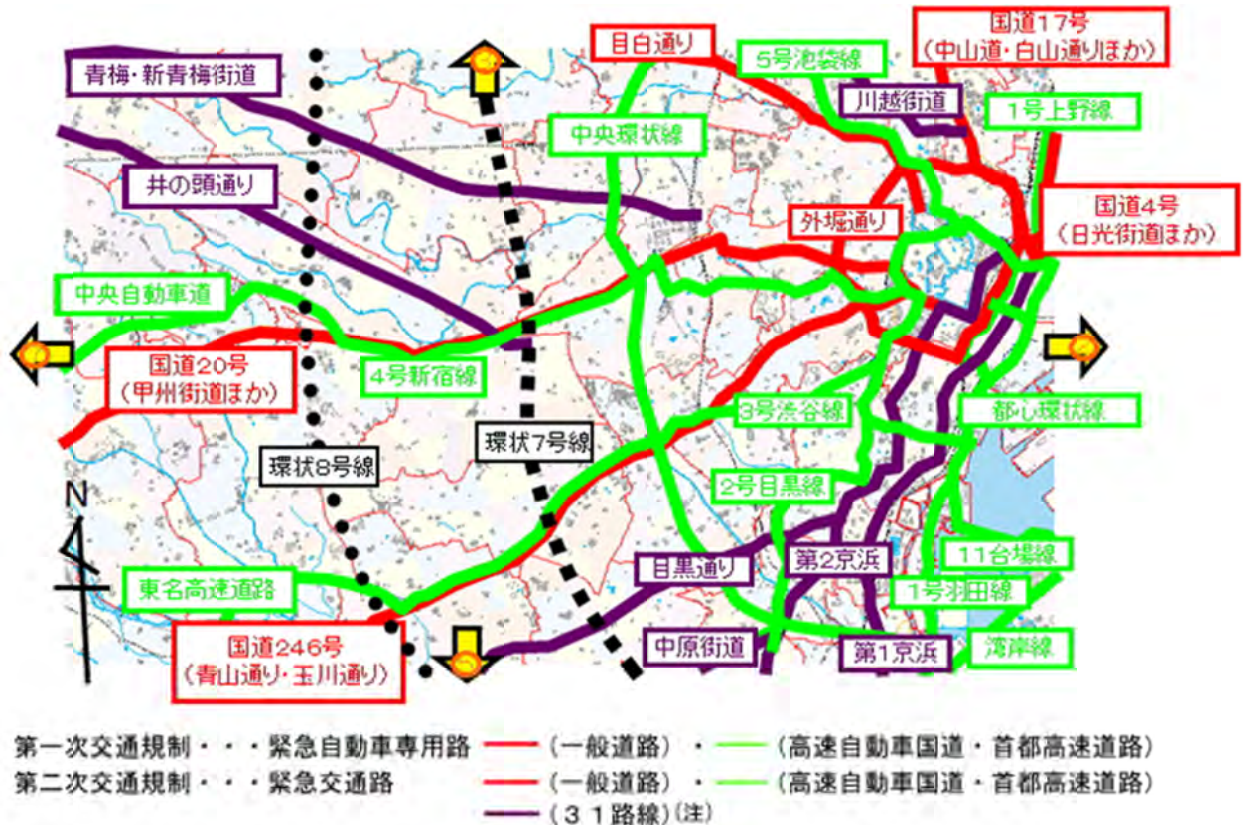 国道17号
(中山道・白山通りほか)
目白通り
5号池袋線
青梅・新青梅街道
川越街道
1号上野線
中央環状線
井の頭通り
外堀通り
国道4号
(日光街道ほか)
中央自動車道
国道20号
(甲州街道ほか)
4号新宿線
3号渋谷線
都心環状線
環状7号線
環状8号線
N
2号目黒線
11台場線
目黒通り
第2京浜
東名高速道路
1号羽田線
国道246号
(青山通り・玉川通り)
中原街道
第1京浜
湾岸線
第一次交通規制・・・緊急自動車専用路 (一般道路)・ (高速自動車国道・首都高速道路)
第二次交通規制・・・緊急交通路 (一般道路)・ (高速自動車国道・首都高速道路)
(31路線)(注)